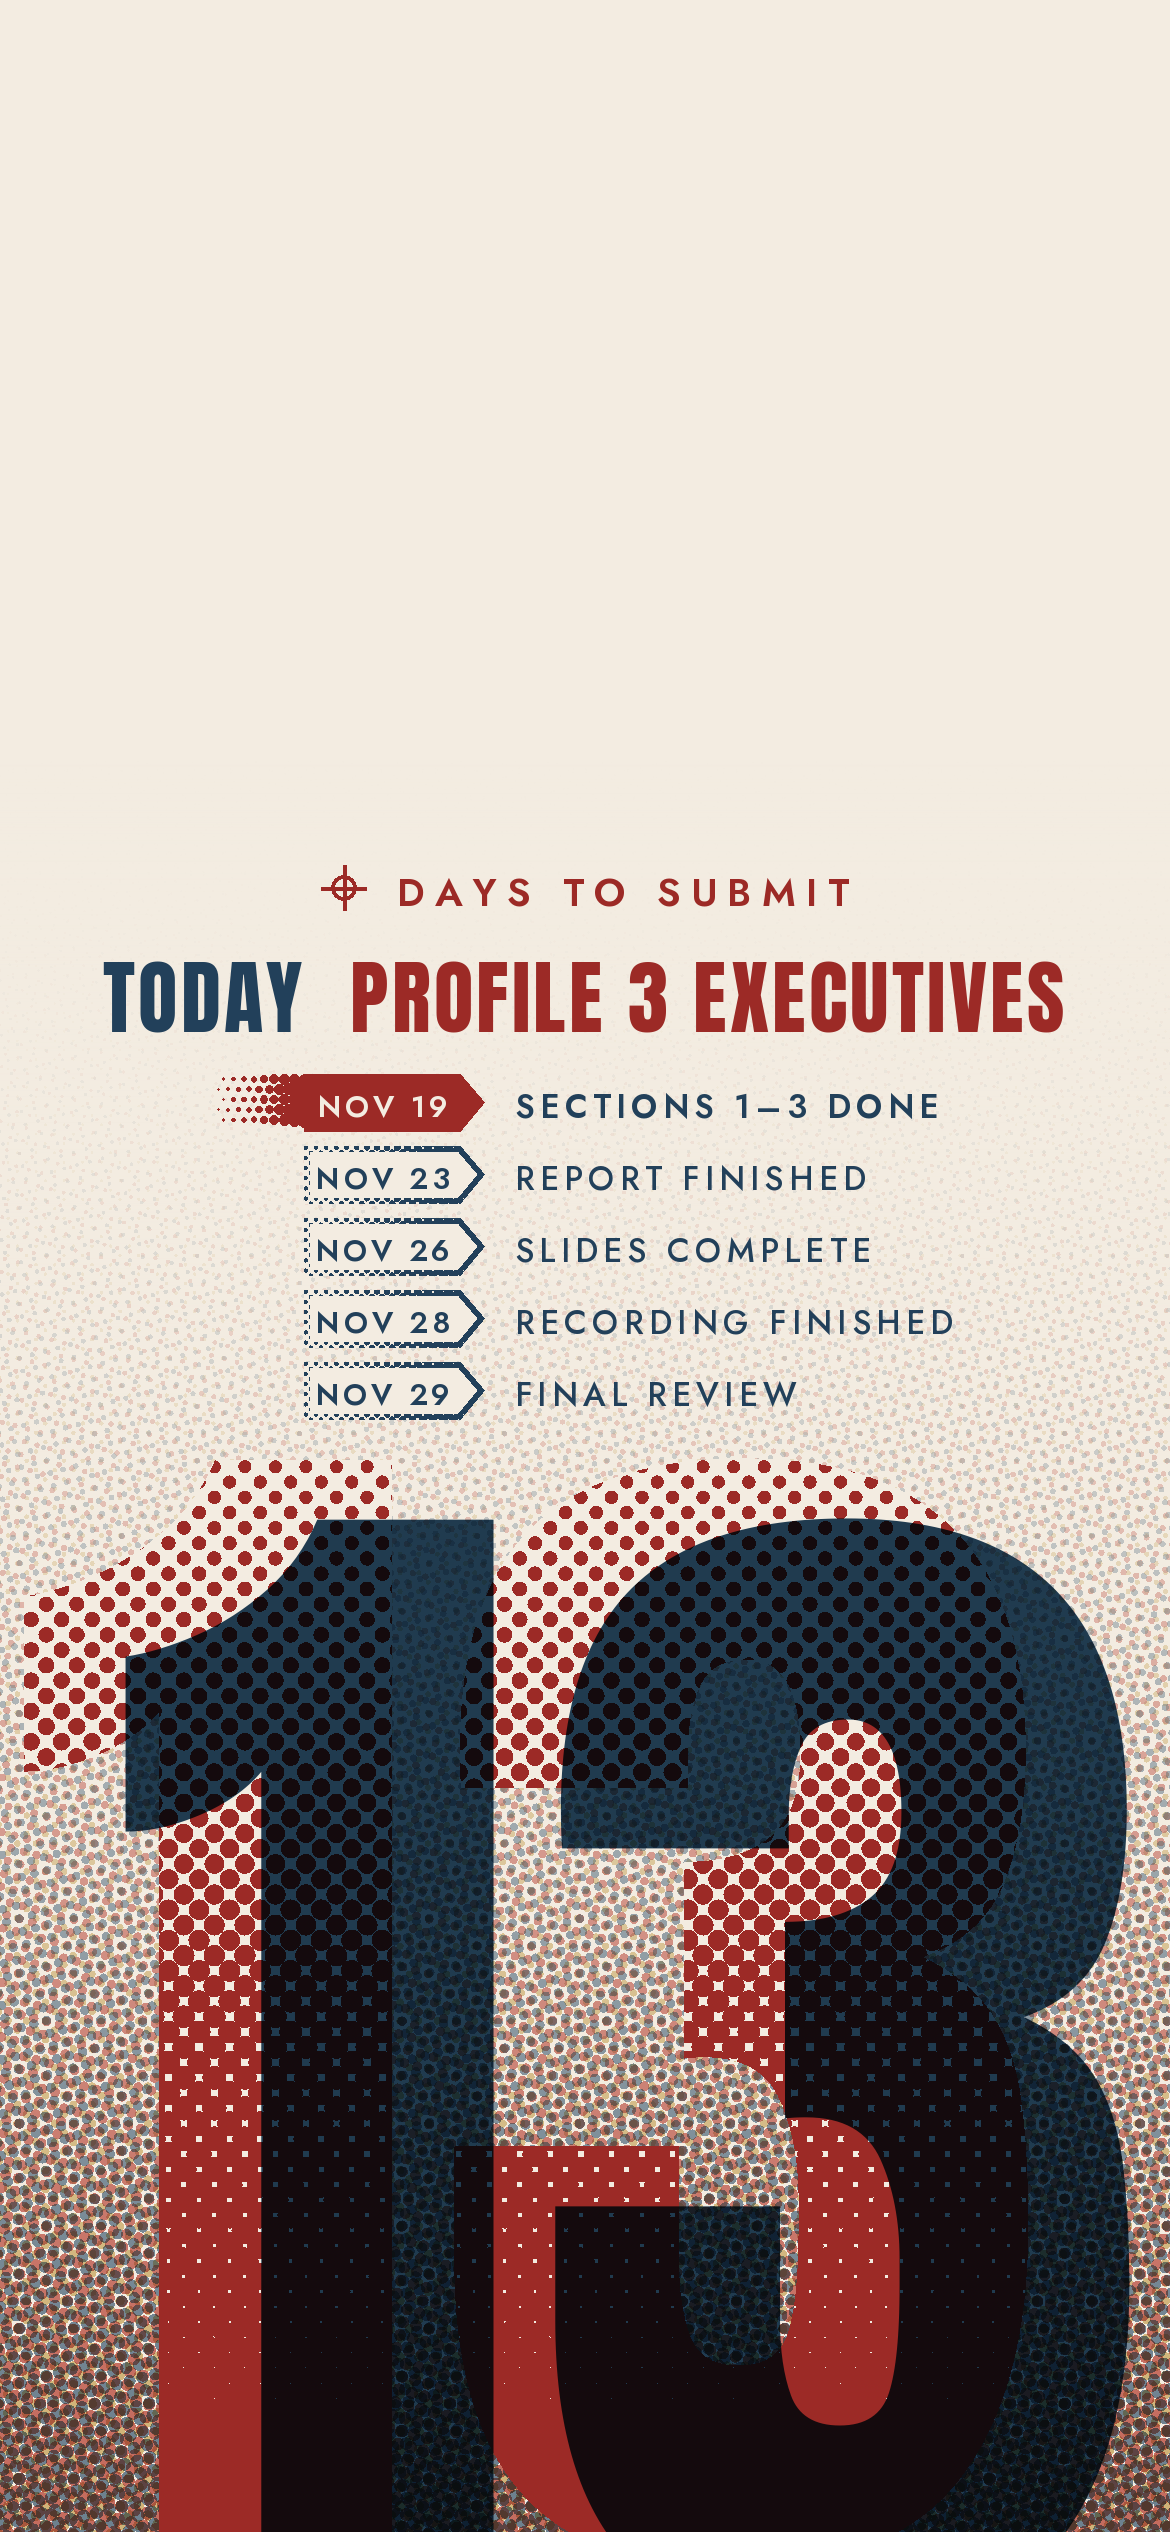 DAYS TO SUBMIT
TODAY PROFILE 3 EXECUTIVES
NOV 19 SECTIONS 1–3 DONE
NOV 23 REPORT FINISHED
NOV 26 SLIDES COMPLETE
NOV 28 RECORDING FINISHED
NOV 29 FINAL REVIEW
13